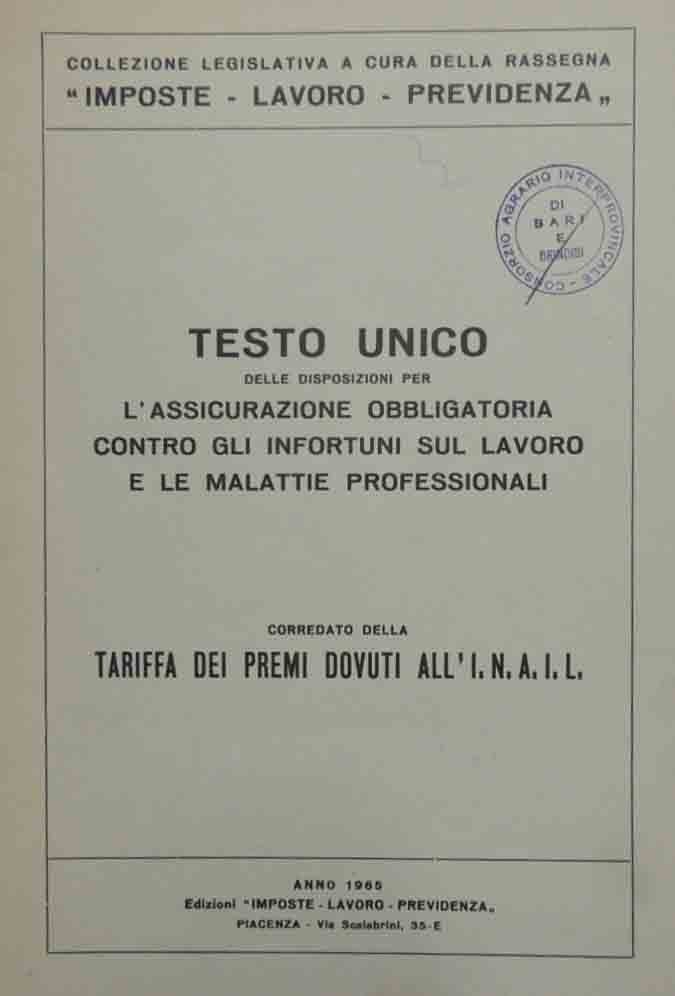 COLLEZIONE LEGISLATIVA A CURA DELLA RASSEGNA
“IMPOSTE - LAVORO - PREVIDENZA„
CONSORZIO AGRARIO INTERPROVINCIALE -
DI
BARI
E
BRINDISI
TESTO UNICO
DELLE DISPOSIZIONI PER
L'ASSICURAZIONE OBBLIGATORIA
CONTRO GLI INFORTUNI SUL LAVORO
E LE MALATTIE PROFESSIONALI
CORREDATO DELLA
TARIFFA DEI PREMI DOVUTI ALL'I. N. A. I. L.
ANNO 1965
Edizioni “IMPOSTE - LAVORO - PREVIDENZA„
PIACENZA - Via Scalabrini, 35-E